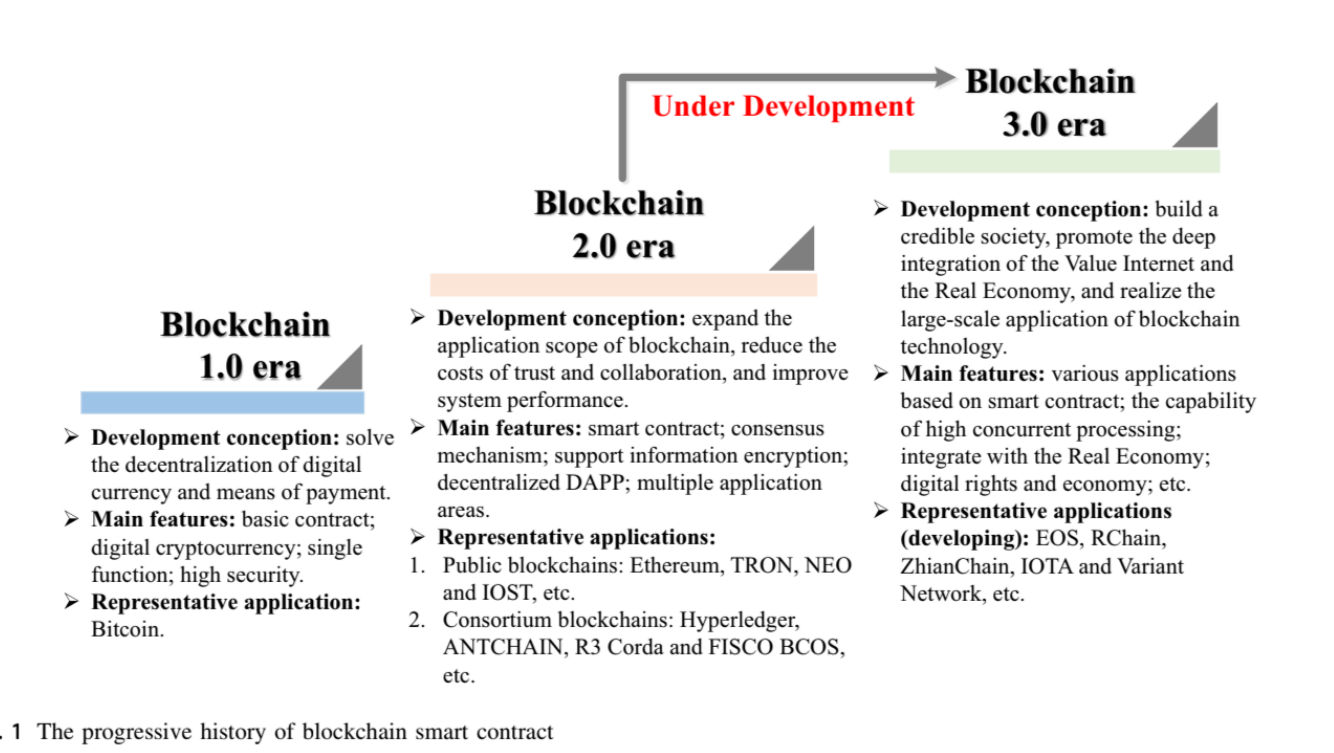 Blockchain
1.0 era
➢ Development conception: solve
the decentralization of digital
currency and means of payment.
➢ Main features: basic contract;
digital cryptocurrency; single
function; high security.
➢ Representative application:
Bitcoin.
Blockchain
2.0 era
➢ Development conception: expand the
application scope of blockchain, reduce the
costs of trust and collaboration, and improve
system performance.
➢ Main features: smart contract; consensus
mechanism; support information encryption;
decentralized DAPP; multiple application
areas.
➢ Representative applications:
1. Public blockchains: Ethereum, TRON, NEO
and IOST, etc.
2. Consortium blockchains: Hyperledger,
ANTCHAIN, R3 Corda and FISCO BCOS,
etc.
Under Development
Blockchain
3.0 era
➢ Development conception: build a
credible society, promote the deep
integration of the Value Internet and
the Real Economy, and realize the
large-scale application of blockchain
technology.
➢ Main features: various applications
based on smart contract; the capability
of high concurrent processing;
integrate with the Real Economy;
digital rights and economy; etc.
➢ Representative applications
(developing): EOS, RChain,
ZhianChain, IOTA and Variant
Network, etc.
. 1 The progressive history of blockchain smart contract